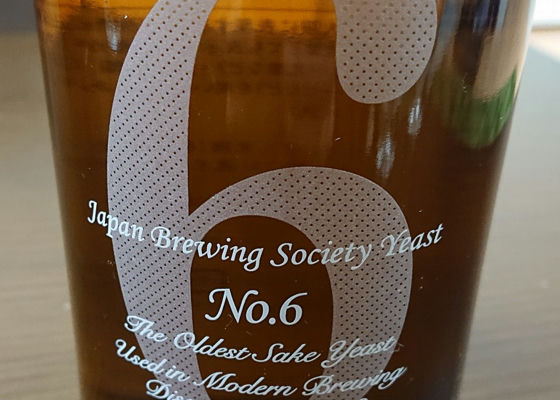 6
Japan Brewing Society Yeast
No.6
The Oldest Sake Yeast
Used in Modern Brewing